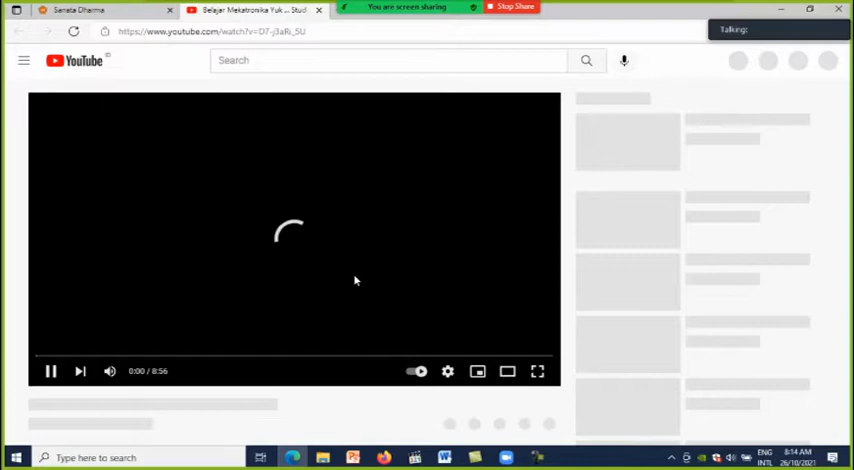 Sanata Dharma
Belajar Mekatronika Yuk ... Stud
You are screen sharing
Stop Share
Talking:
https://www.youtube.com/watch?v=D7-j3aRi_5U
YouTube ID
Search
0:00 / 8:56
Type here to search
ENG
INTL
8:14 AM
26/10/2021